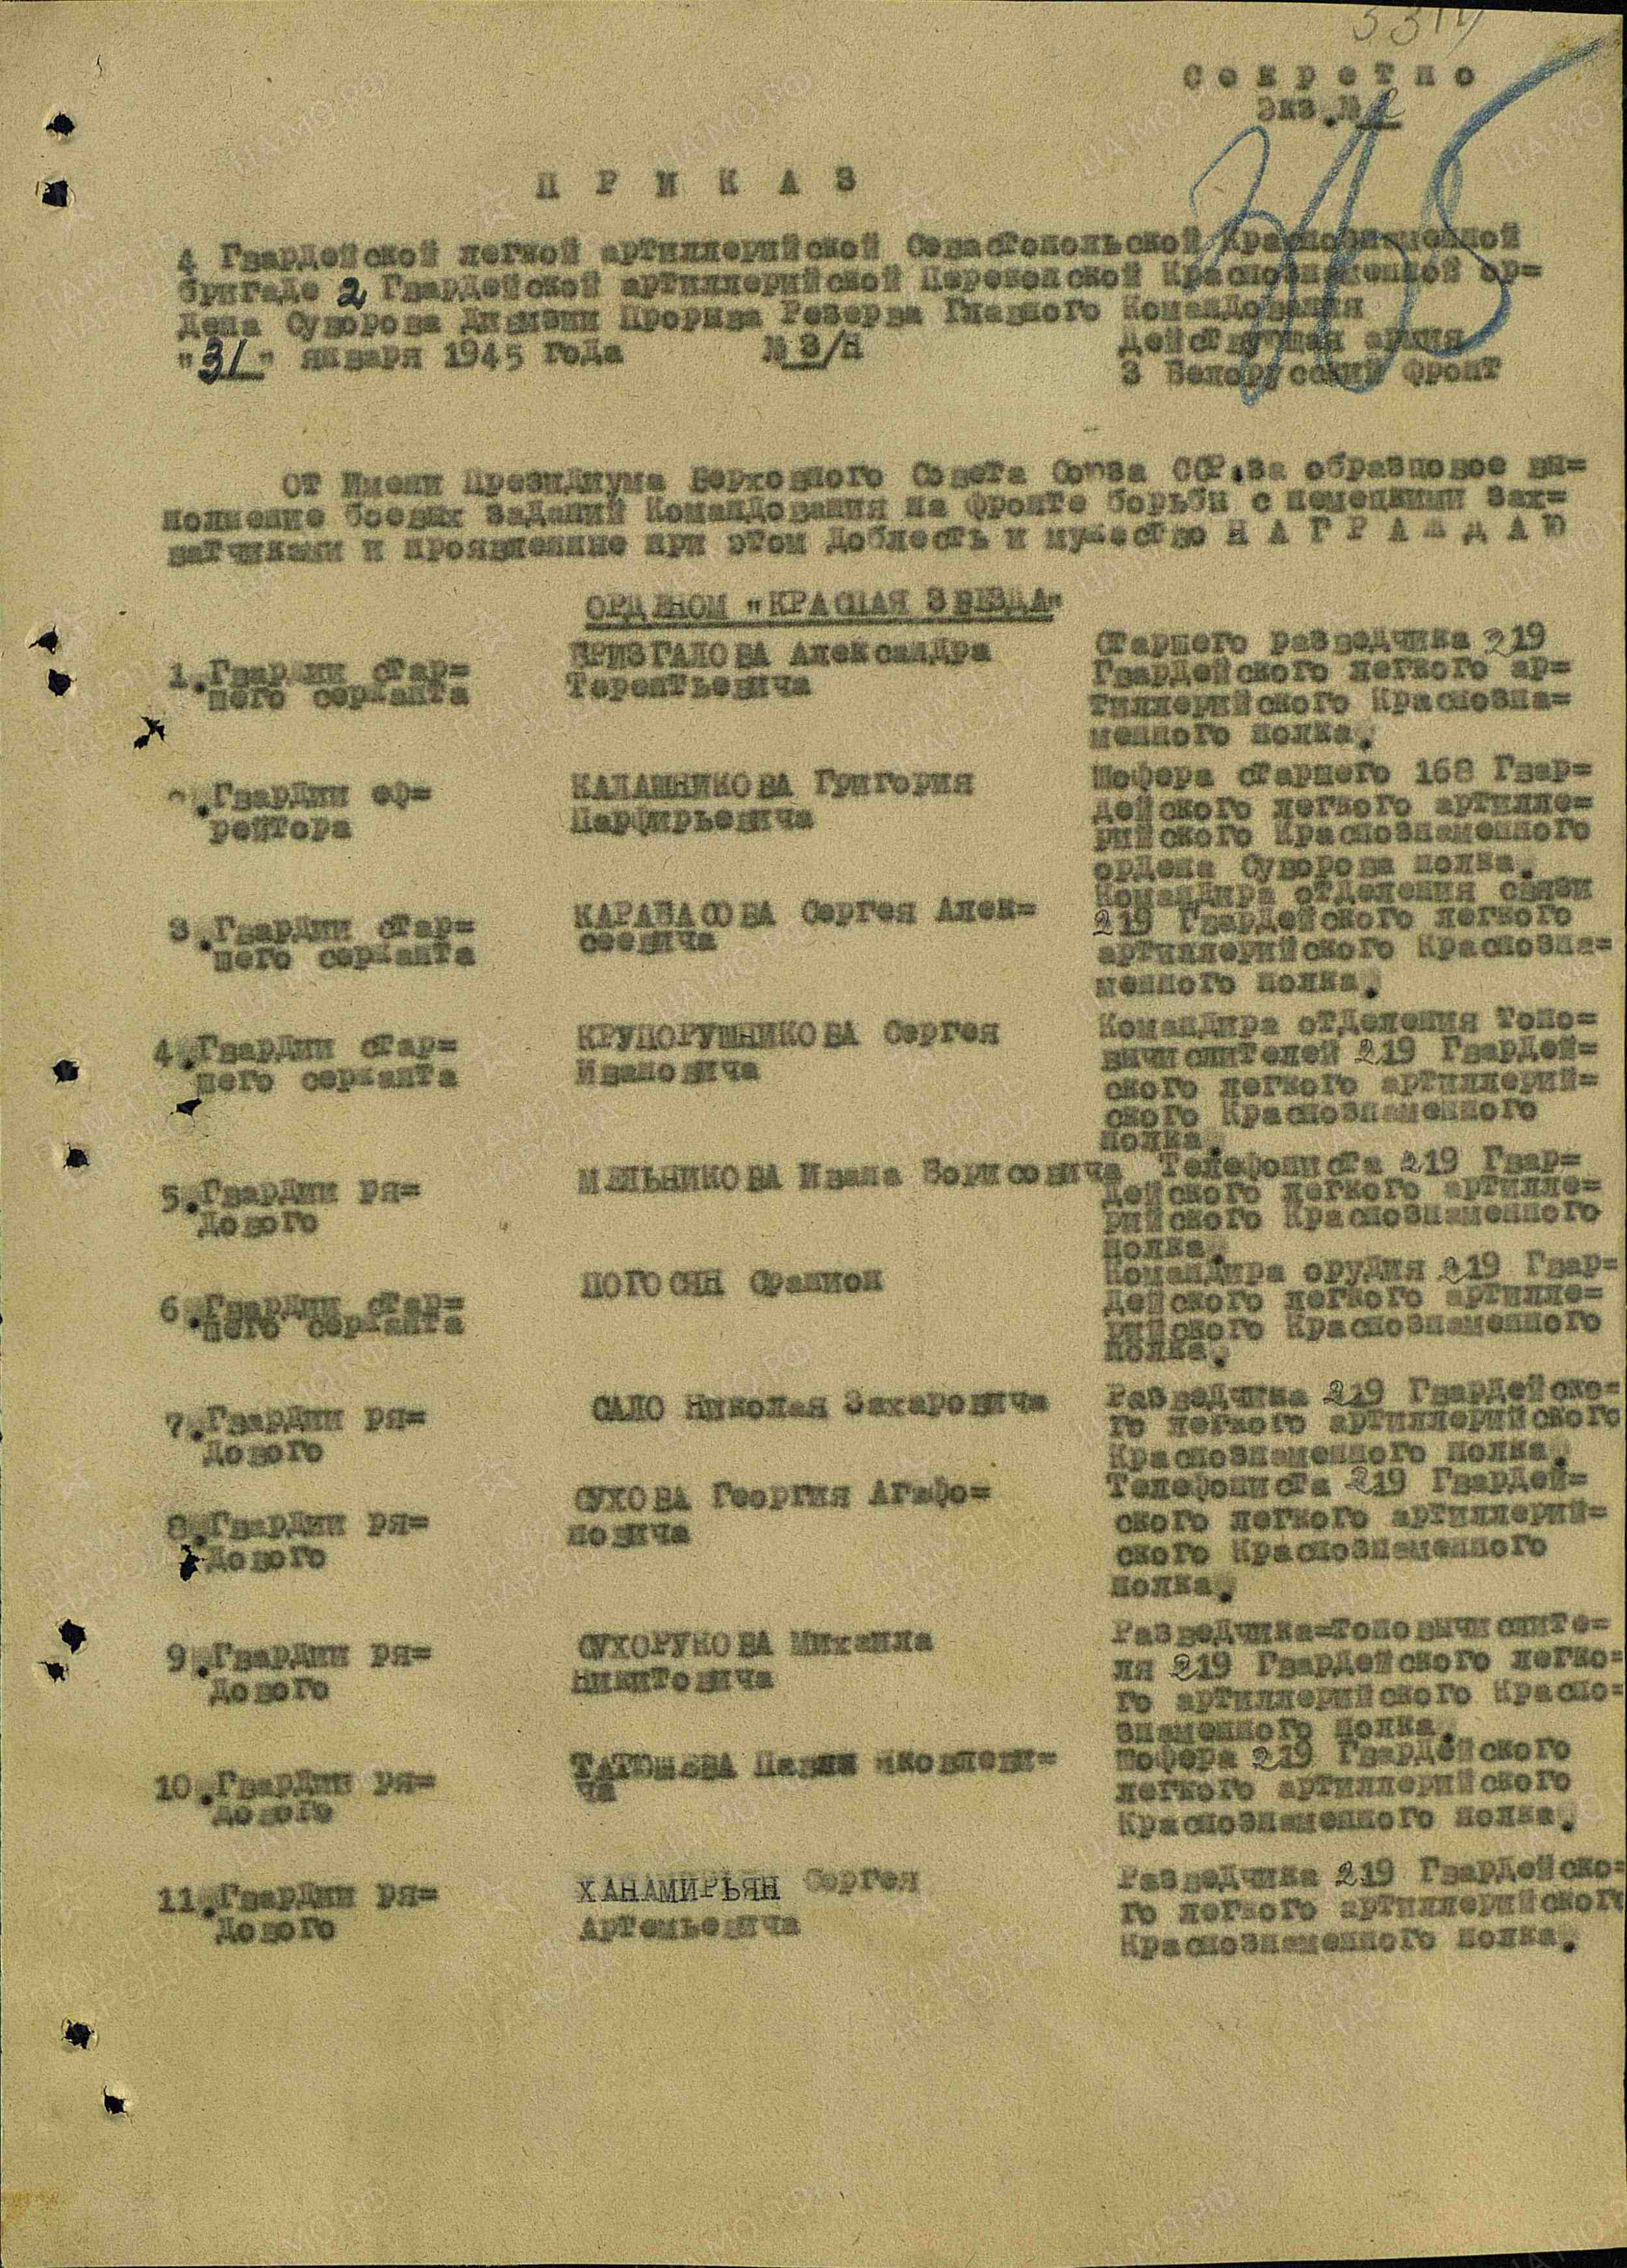 Секретно
Экз.№ 2
365
П Р И К А З
4 Гвардейской легкой артиллерийской Севастопольской Краснознаменной
бригаде 2 Гвардейской артиллерийской Перекопской Краснознаменной ор=
дена Суворова Дивизии Прорыва Резерва Главного Командования
"31" января 1945 года № 3/Н Действующая армия
3 Белорусский фронт
От Имени Президиума Верховного Совета Союза ССР,за образцовое вы=
полнение боевых заданий Командования на фронте борьбы с немецкими зах=
ватчиками и проявленные при этом доблесть и мужество Н А Г Р А Ж Д А Ю
ОРДЕНОМ "КРАСНАЯ ЗВЕЗДА"
1.Гвардии стар=
шего сержанта
БРИЗГАЛОВА Александра
Терентьевича
Старшего разведчика 219
Гвардейского легкого ар=
тиллерийского Краснозна=
менного полка.
2.Гвардии еф=
рейтора
КАЛАШНИКОВА Григория
Парфирьевича
Шофера старшего 168 Гвар=
дейского легкого артилле=
рийского Краснознаменного
ордена Суворова полка.
3.Гвардии стар=
шего сержанта
КАРАБАСОВА Сергея Алек=
сеевича
Командира отделения связи
219 Гвардейского легкого
артиллерийского Краснозна=
менного полка.
4.Гвардии стар=
шего сержанта
КРУПОРУШНИКОВА Сергея
Ивановича
Командира отделения топо=
вычислителей 219 Гвардей=
ского легкого артиллерий=
ского Краснознаменного
полка.
5.Гвардии ря=
дового
МЕЛЬНИКОВА Ивана Борисовича
Телефониста 219 Гвар=
дейского легкого артилле=
рийского Краснознаменного
полка.
6.Гвардии стар=
шего сержанта
ПОГОСЯН Франион
Командира орудия 219 Гвар=
дейского легкого артилле=
рийского Краснознаменного
полка.
7.Гвардии ря=
дового
САЛО Николая Захаровича
Разведчика 219 Гвардейско=
го легкого артиллерийского
Краснознаменного полка.
8.Гвардии ря=
дового
СУХОВА Георгия Агафо=
новича
Телефониста 219 Гвардей=
ского легкого артиллерий=
ского Краснознаменного
полка.
9.Гвардии ря=
дового
СУХОРУКОВА Михаила
Никитовича
Разведчика=топовычислите=
ля 219 Гвардейского легко=
го артиллерийского Красно=
знаменного полка.
10.Гвардии ря=
дового
ТАТЮШЕВА Павла Яковлеви=
ча
Шофера 219 Гвардейского
легкого артиллерийского
Краснознаменного полка.
11.Гвардии ря=
дового
ХАНАМИРЬЯН Сергея
Артемьевича
Разведчика 219 Гвардейско=
го легкого артиллерийского
Краснознаменного полка.